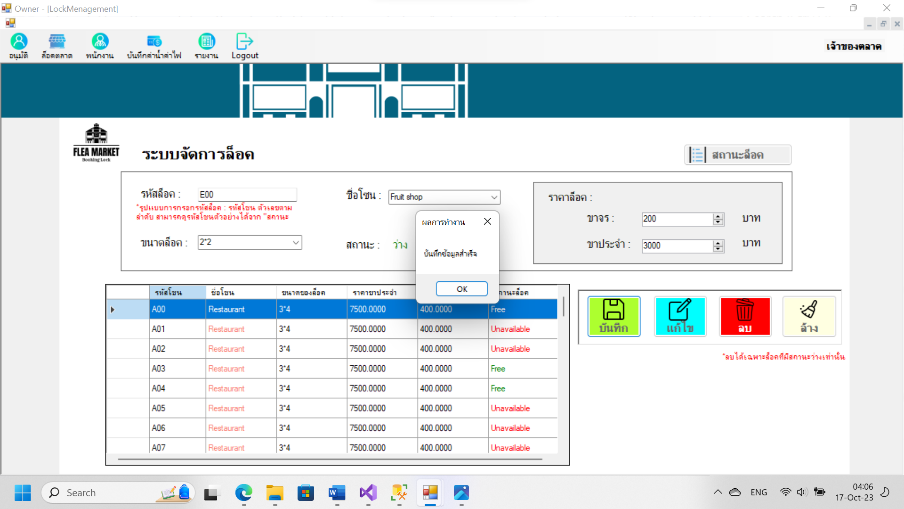 Owner - [LockMenagement]
อนุมัติ ล็อคตลาด พนักงาน บันทึกค่าน้ำค่าไฟ รายงาน Logout
เจ้าของตลาด
FLEA MARKET
Booking Lock
ระบบจัดการล็อค
สถานะล็อค
รหัสล็อค : E00
*รูปแบบการกรอกรหัสล็อค : รหัสโซน ตัวเลขตาม
ลำดับ สามารถดูรหัสโซนตัวอย่างได้จาก "สถานะ
ขนาดล็อค : 2*2
ชื่อโซน : Fruit shop
สถานะ : ว่าง
ราคาล็อค :
ขาจร : 200 บาท
ขาประจำ : 3000 บาท
ผลการทำงาน
บันทึกข้อมูลสำเร็จ
OK
รหัสโซน ชื่อโซน ขนาดของล็อค ราคาขาประจำ
A00 Restaurant 3*4 7500.0000 400.0000 Free
A01 Restaurant 3*4 7500.0000 400.0000 Unavailable
A02 Restaurant 3*4 7500.0000 400.0000 Unavailable
A03 Restaurant 3*4 7500.0000 400.0000 Free
A04 Restaurant 3*4 7500.0000 400.0000 Free
A05 Restaurant 3*4 7500.0000 400.0000 Unavailable
A06 Restaurant 3*4 7500.0000 400.0000 Unavailable
A07 Restaurant 3*4 7500.0000 400.0000 Unavailable
บันทึก แก้ไข ลบ ล้าง
*ลบได้เฉพาะล็อคที่มีสถานะว่างเท่านั้น
Search
ENG
04:06
17-Oct-23